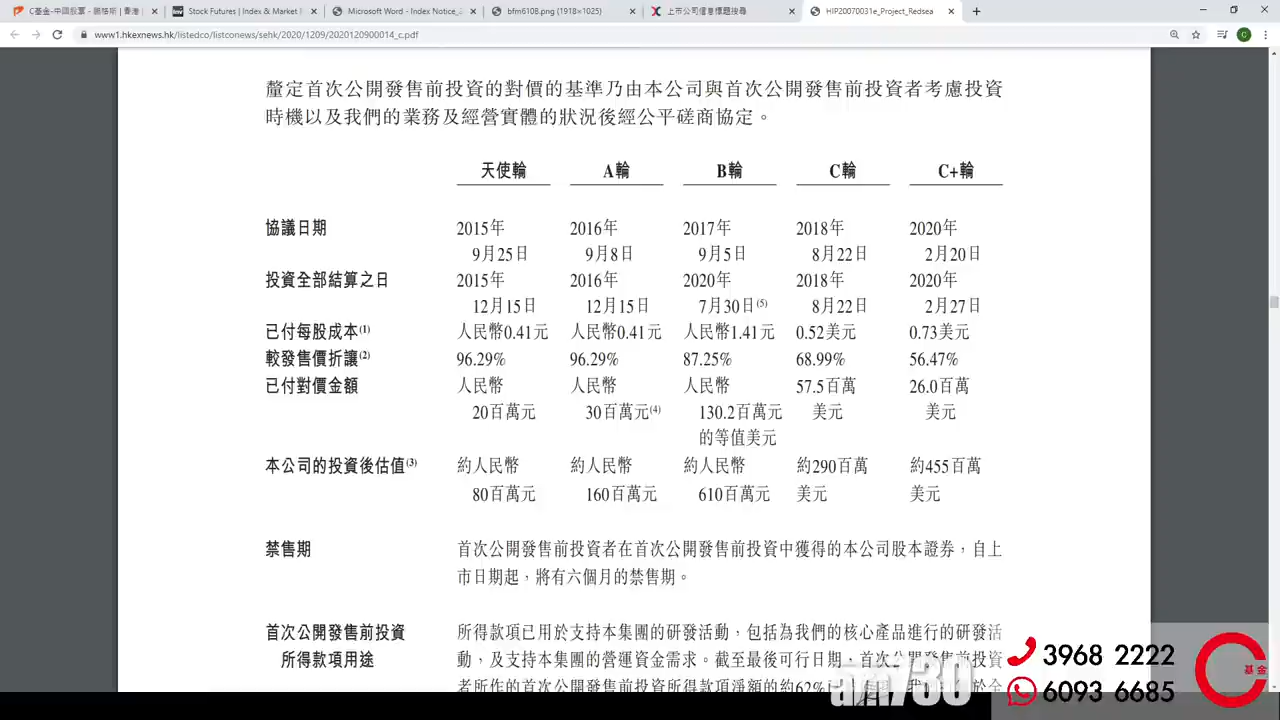 C基金-中國股票 | 香港 |
Stock Futures | Index & Market
Microsoft Word - Index Notice_
bfm6108.png (1918×1025)
上市公司信息標題搜尋
HIP20070031e_Project_Redsea
www1.hkexnews.hk/listedco/listconews/sehk/2020/1209/2020120900014_c.pdf
釐定首次公開發售前投資的對價的基準乃由本公司與首次公開發售前投資者考慮投資
時機以及我們的業務及經營實體的狀況後經公平磋商協定。
天使輪 A輪 B輪 C輪 C+輪
協議日期 2015年 2016年 2017年 2018年 2020年
9月25日 9月8日 9月5日 8月22日 2月20日
投資全部結算之日 2015年 2016年 2020年 2018年 2020年
12月15日 12月15日 7月30日(5) 8月22日 2月27日
已付每股成本(1) 人民幣0.41元 人民幣0.41元 人民幣1.41元 0.52美元 0.73美元
較發售價折讓(2) 96.29% 96.29% 87.25% 68.99% 56.47%
已付對價金額 人民幣 人民幣 人民幣 57.5百萬 26.0百萬
20百萬元 30百萬元(4) 130.2百萬元 美元 美元
的等值美元
本公司的投資後估值(3) 約人民幣 約人民幣 約人民幣 約290百萬 約455百萬
80百萬元 160百萬元 610百萬元 美元 美元
禁售期 首次公開發售前投資者在首次公開發售前投資中獲得的本公司股本證券，自上
市日期起，將有六個月的禁售期。
首次公開發售前投資 所得款項已用於支持本集團的研發活動，包括為我們的核心產品進行的研發活
所得款項用途 動、及支持本集團的營運資金需求。截至最後可行日期，首次公開發售前投資
者所作的首次公開發售前投資所得款項淨額的約62%
am730
3968 2222
6093 6685
基金